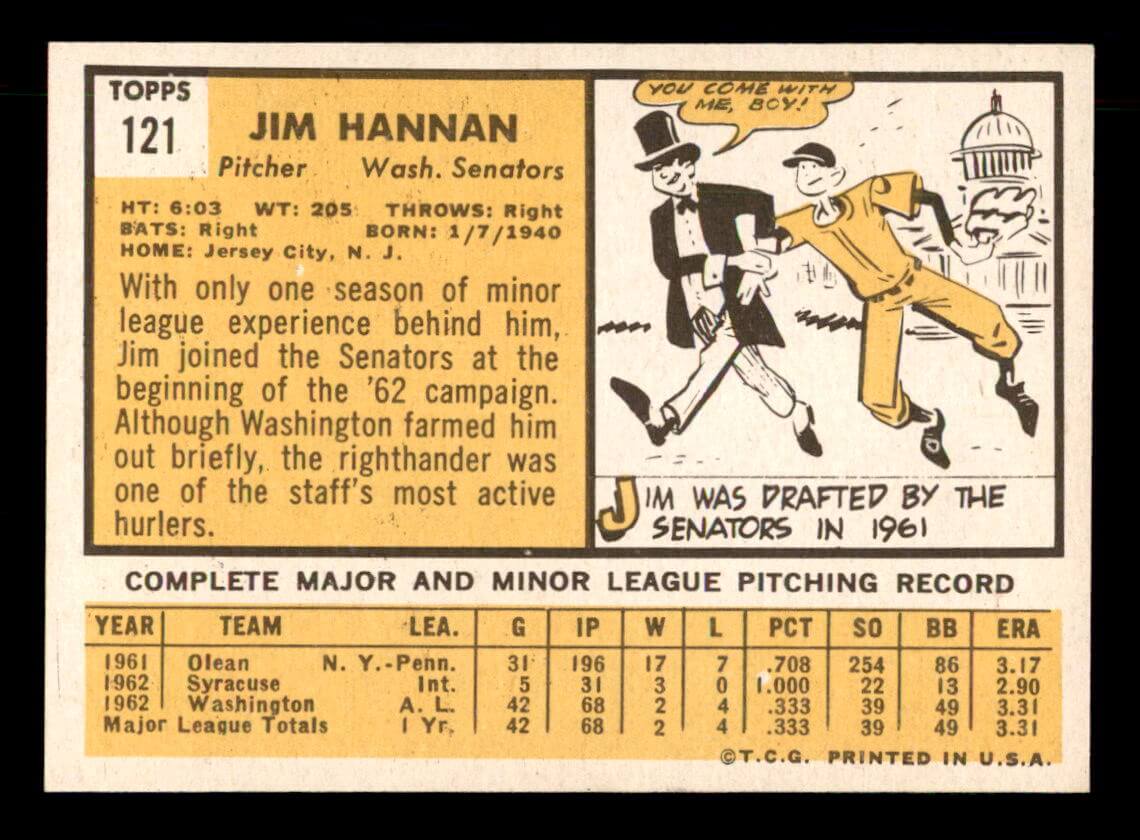 TOPPS
121
JIM HANNAN
Pitcher Wash. Senators
HT: 6:03 WT: 205 THROWS: Right
BATS: Right BORN: 1/7/1940
HOME: Jersey City, N. J.
With only one season of minor
league experience behind him,
Jim joined the Senators at the
beginning of the '62 campaign.
Although Washington farmed him
out briefly, the righthander was
one of the staff's most active
hurlers.
YOU COME WITH
ME, BOY!
JIM WAS DRAFTED BY THE
SENATORS IN 1961
COMPLETE MAJOR AND MINOR LEAGUE PITCHING RECORD
YEAR TEAM LEA. G IP W L PCT SO BB ERA
1961 Olean N. Y.-Penn. 31 196 17 7 .708 254 86 3.17
1962 Syracuse Int. 5 31 3 0 1.000 22 13 2.90
1962 Washington A. L. 42 68 2 4 .333 39 49 3.31
Major League Totals 1 Yr. 42 68 2 4 .333 39 49 3.31
©T.C.G. PRINTED IN U.S.A.